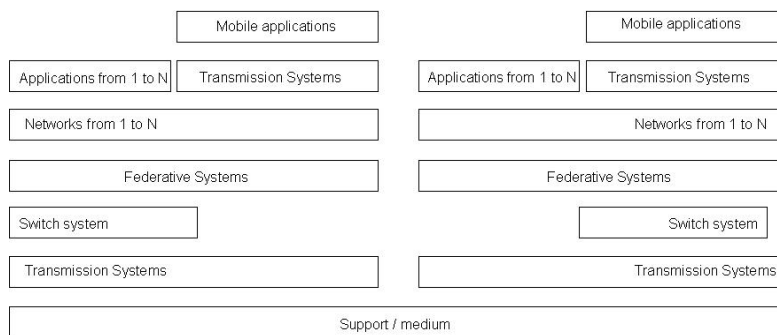 Mobile applications
Mobile applications
Applications from 1 to N
Transmission Systems
Applications from 1 to N
Transmission Systems
Networks from 1 to N
Networks from 1 to N
Federative Systems
Federative Systems
Switch system
Switch system
Transmission Systems
Transmission Systems
Support / medium